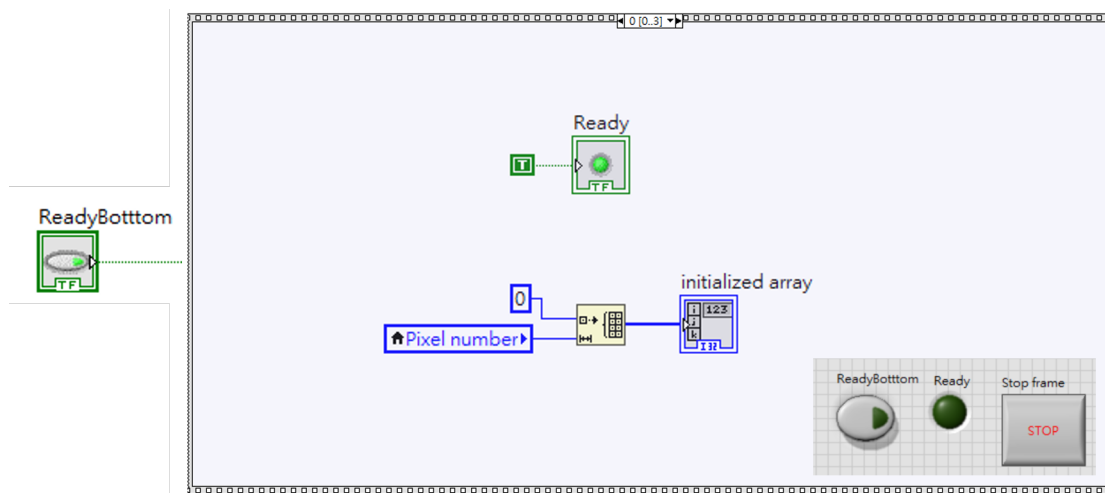 0 [0..3]
Ready
T
TF
ReadyBotttom
TF
initialized array
0
i
j
k
123
I32
Pixel number
ReadyBotttom
Ready
Stop frame
STOP